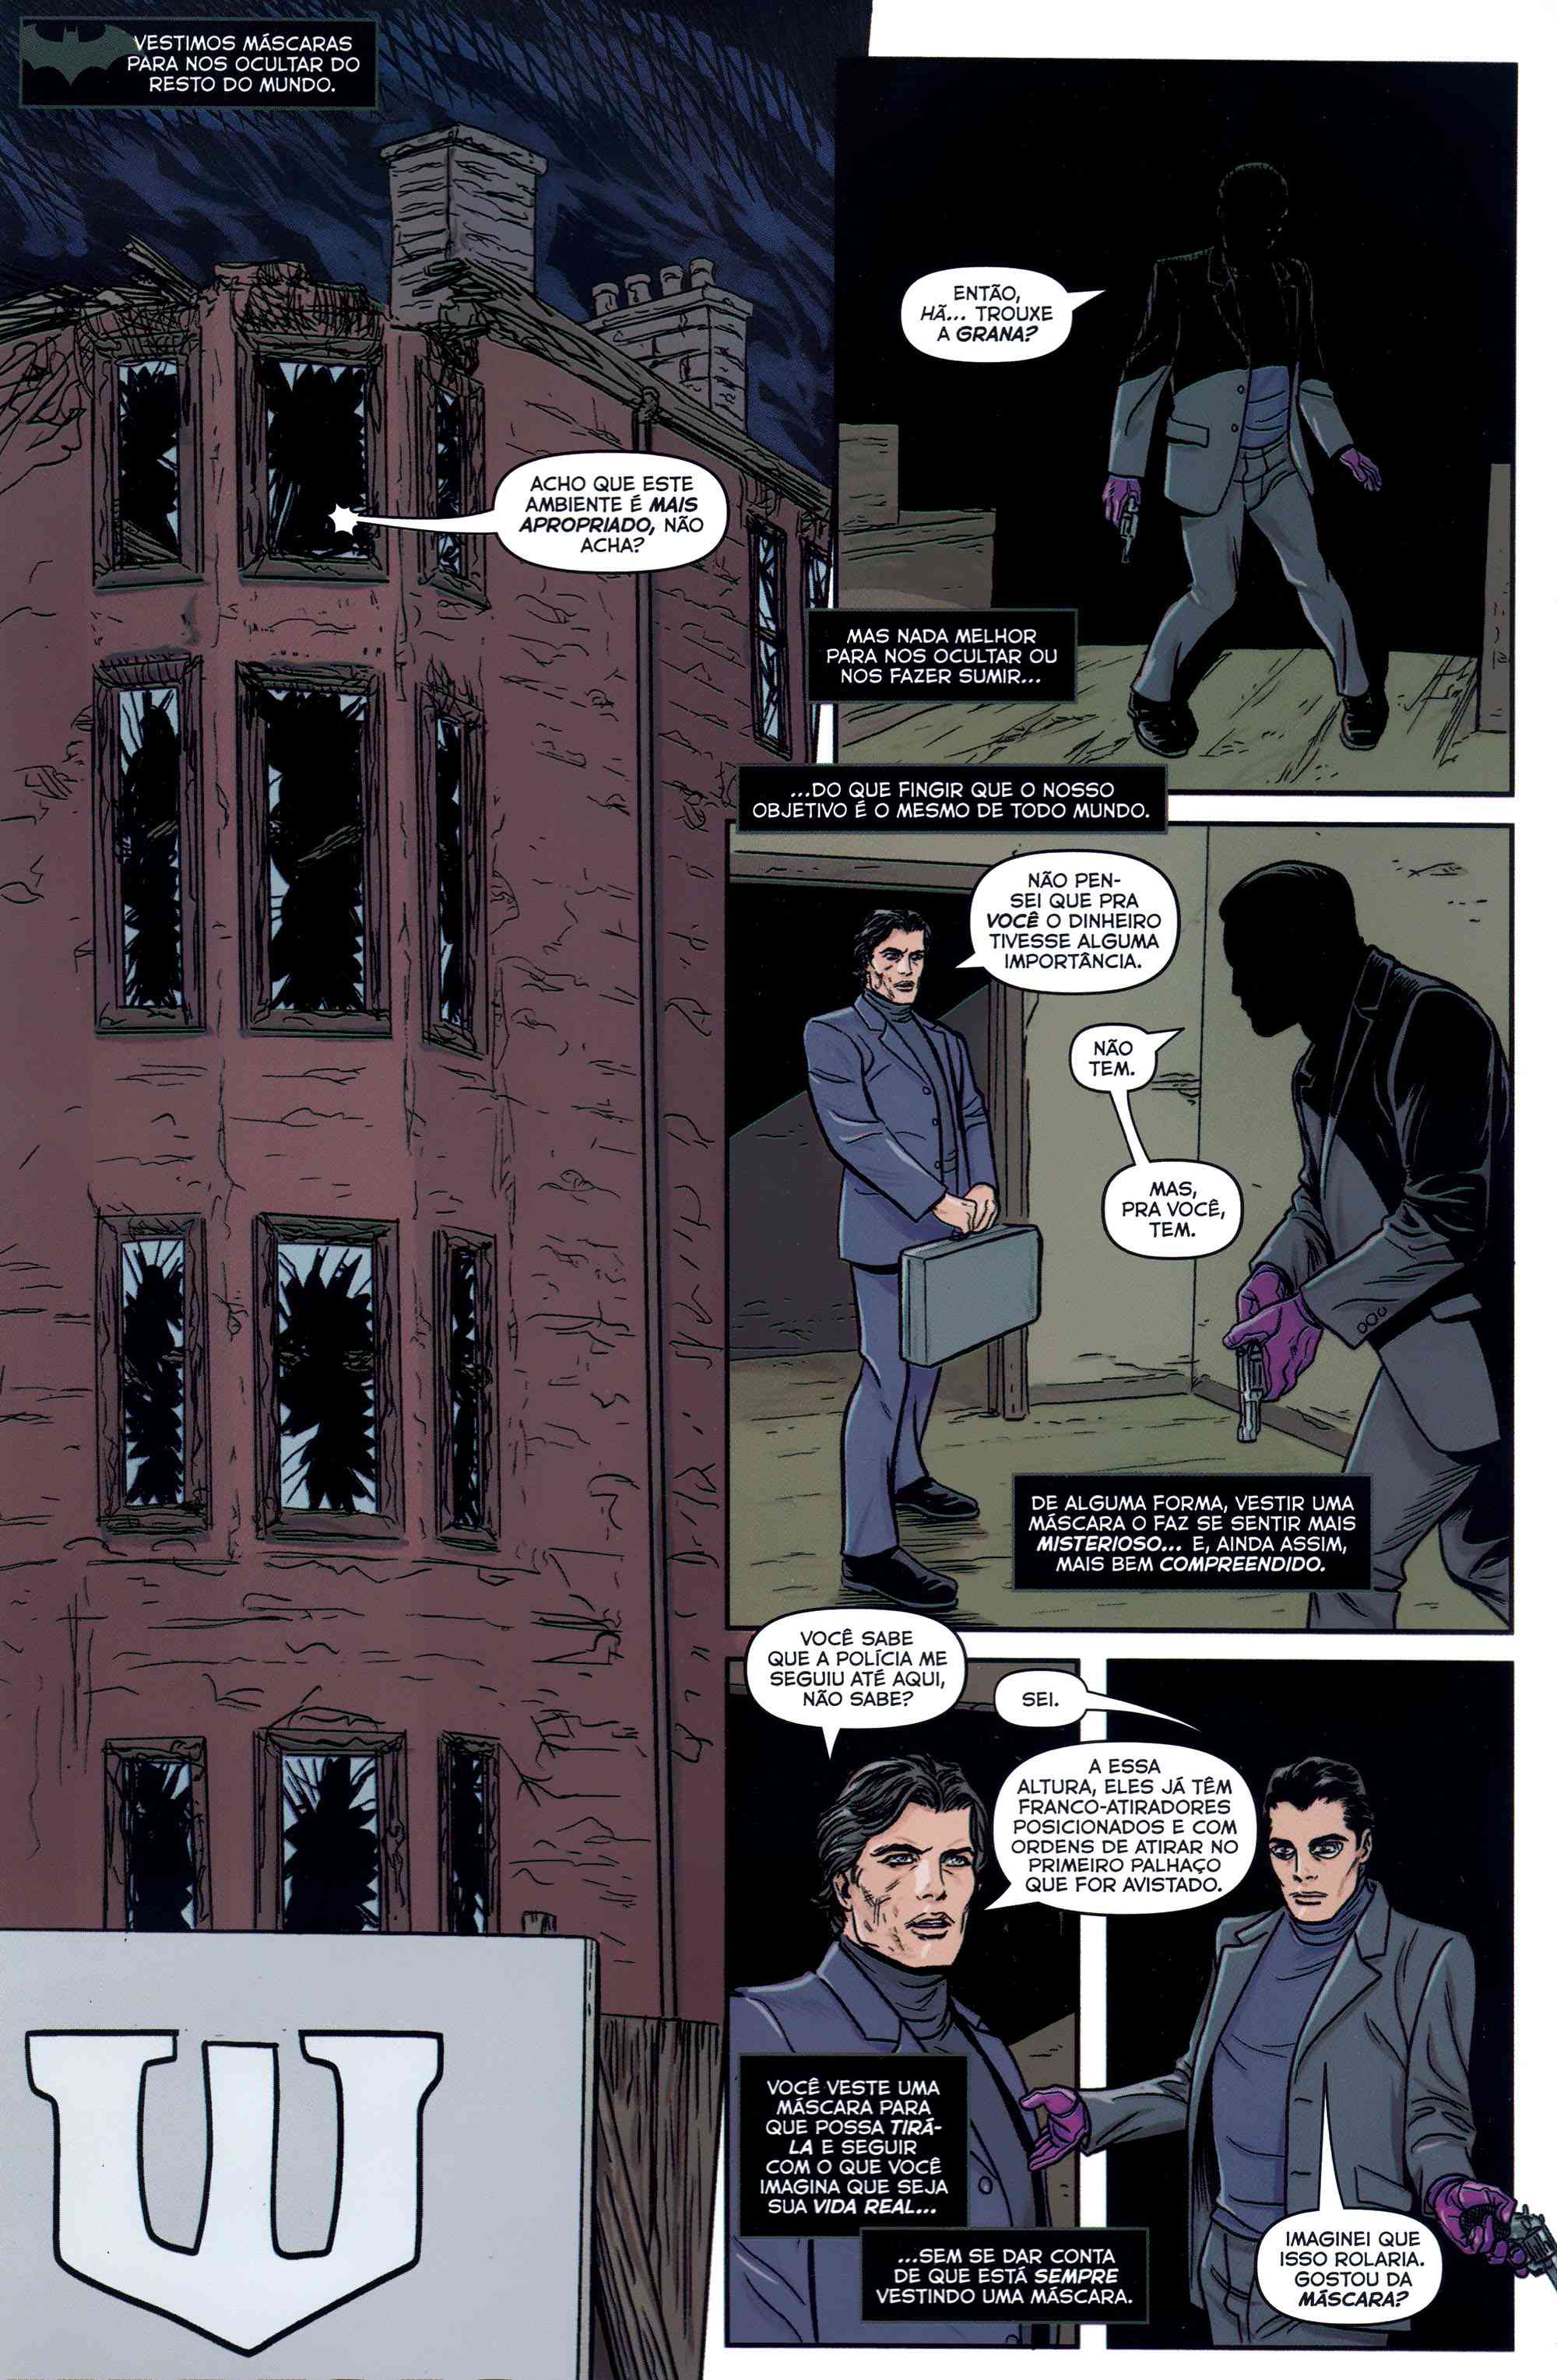 VESTIMOS MÁSCARAS
PARA NOS OCULTAR DO
RESTO DO MUNDO.
ACHO QUE ESTE
AMBIENTE É MAIS
APROPRIADO, NÃO
ACHA?
ENTÃO,
HÃ... TROUXE
A GRANA?
MAS NADA MELHOR
PARA NOS OCULTAR OU
NOS FAZER SUMIR...
...DO QUE FINGIR QUE O NOSSO
OBJETIVO É O MESMO DE TODO MUNDO.
NÃO PEN-
SEI QUE PRA
VOCÊ O DINHEIRO
TIVESSE ALGUMA
IMPORTÂNCIA.
NÃO
TEM.
MAS,
PRA VOCÊ,
TEM.
DE ALGUMA FORMA, VESTIR UMA
MÁSCARA O FAZ SE SENTIR MAIS
MISTERIOSO... E, AINDA ASSIM,
MAIS BEM COMPREENDIDO.
VOCÊ SABE
QUE A POLÍCIA ME
SEGUIU ATÉ AQUI,
NÃO SABE?
SEI.
A ESSA
ALTURA, ELES JÁ TÊM
FRANCO-ATIRADORES
POSICIONADOS E COM
ORDENS DE ATIRAR NO
PRIMEIRO PALHAÇO
QUE FOR AVISTADO.
VOCÊ VESTE UMA
MÁSCARA PARA
QUE POSSA TIRÁ-
LA E SEGUIR
COM O QUE VOCÊ
IMAGINA QUE SEJA
SUA VIDA REAL...
...SEM SE DAR CONTA
DE QUE ESTÁ SEMPRE
VESTINDO UMA MÁSCARA.
IMAGINEI QUE
ISSO ROLARIA.
GOSTOU DA
MÁSCARA?
W